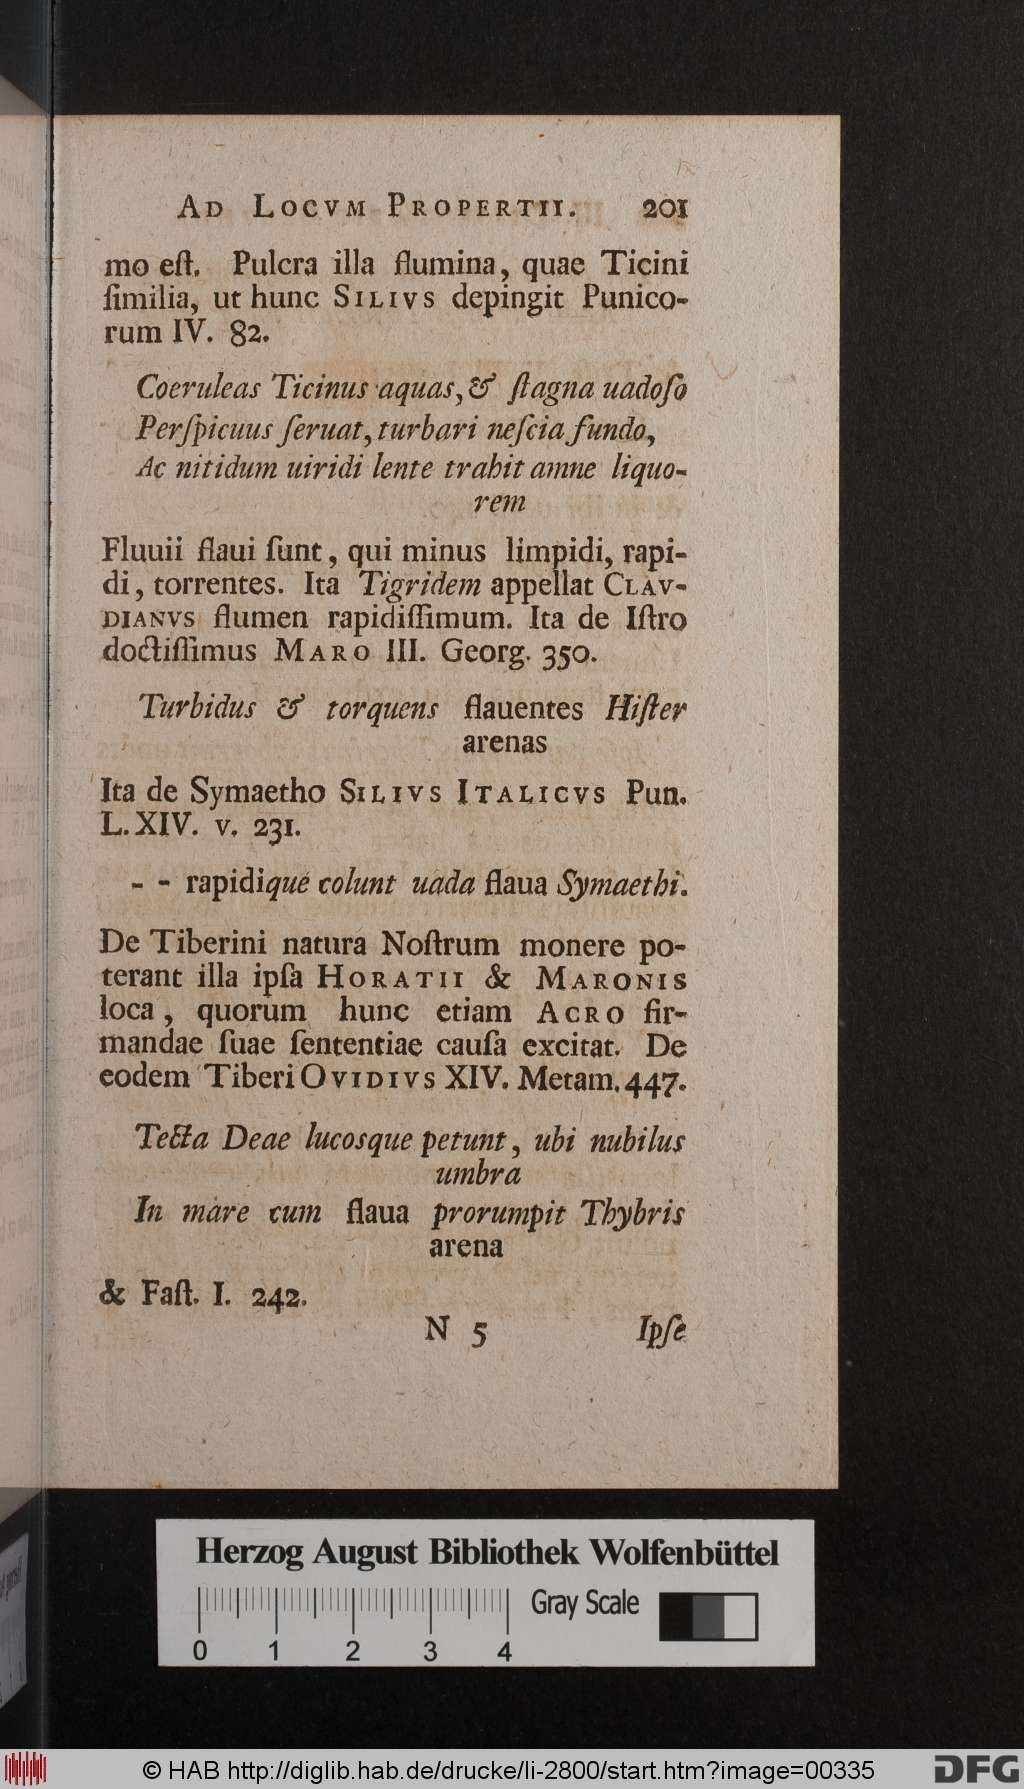 AD LOCVM PROPERTII. 201
mo eſt. Pulcra illa flumina, quae Ticini
ſimilia, ut hunc SILIVS depingit Punico-
rum IV. 82.
Coeruleas Ticinus aquas, & ſtagna uadoſo
Perſpicuus ſeruat, turbari neſcia fundo,
Ac nitidum uiridi lente trahit amne liquo-
rem
Fluuii flaui ſunt, qui minus limpidi, rapi-
di, torrentes. Ita Tigridem appellat CLAV-
DIANVS flumen rapidiſſimum. Ita de Iſtro
doctiſſimus MARO III. Georg. 350.
Turbidus & torquens flauentes Hiſter
arenas
Ita de Symaetho SILIVS ITALICVS Pun.
L. XIV. v. 231.
- - rapidique colunt uada flaua Symaethi.
De Tiberini natura Noſtrum monere po-
terant illa ipſa HORATII & MARONIS
loca, quorum hunc etiam ACRO fir-
mandae ſuae ſententiae cauſa excitat. De
eodem Tiberi OVIDIVS XIV. Metam. 447.
Tecta Deae lucosque petunt, ubi nubilus
umbra
In mare cum flaua prorumpit Thybris
arena
& Faſt. I. 242.
N 5 Ipſe
Herzog August Bibliothek Wolfenbüttel
Gray Scale
0 1 2 3 4
© HAB http://diglib.hab.de/drucke/li-2800/start.htm?image=00335
DFG